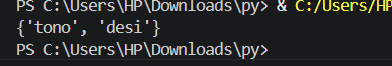 PS C:\Users\HP\Downloads\py> & C:/Users/HP
{'tono', 'desi'}
PS C:\Users\HP\Downloads\py>